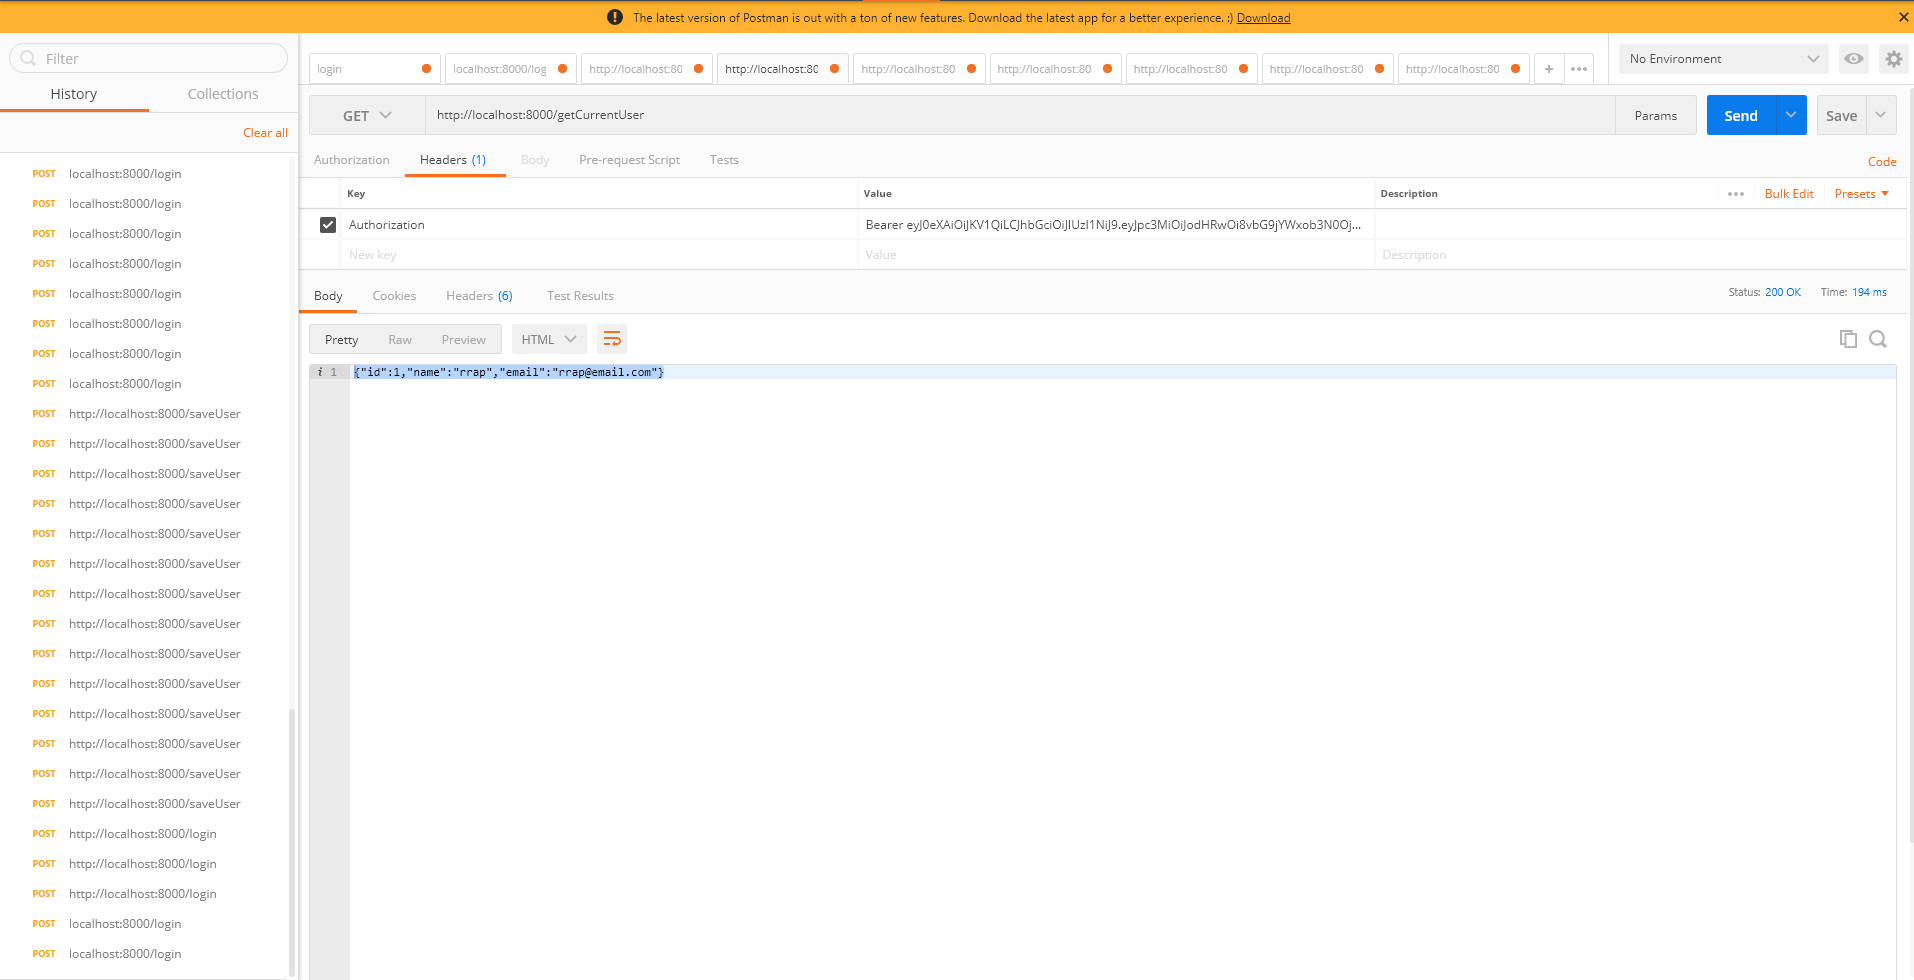 The latest version of Postman is out with a ton of new features. Download the latest app for a better experience. :) Download
Filter
History Collections
Clear all
POST localhost:8000/login
POST localhost:8000/login
POST localhost:8000/login
POST localhost:8000/login
POST localhost:8000/login
POST localhost:8000/login
POST localhost:8000/login
POST localhost:8000/login
POST http://localhost:8000/saveUser
POST http://localhost:8000/saveUser
POST http://localhost:8000/saveUser
POST http://localhost:8000/saveUser
POST http://localhost:8000/saveUser
POST http://localhost:8000/saveUser
POST http://localhost:8000/saveUser
POST http://localhost:8000/saveUser
POST http://localhost:8000/saveUser
POST http://localhost:8000/saveUser
POST http://localhost:8000/saveUser
POST http://localhost:8000/saveUser
POST http://localhost:8000/saveUser
POST http://localhost:8000/saveUser
POST http://localhost:8000/login
POST http://localhost:8000/login
POST http://localhost:8000/login
POST localhost:8000/login
POST localhost:8000/login
login localhost:8000/log http://localhost:80 http://localhost:80 http://localhost:80 http://localhost:80 http://localhost:80 http://localhost:80 http://localhost:80 + ••• No Environment
GET http://localhost:8000/getCurrentUser Params Send Save
Authorization Headers (1) Body Pre-request Script Tests Code
Key Value Description ••• Bulk Edit Presets
Authorization Bearer eyJ0eXAiOiJKV1QiLCJhbGciOiJIUzI1NiJ9.eyJpc3MiOiJodHRwOi8vbG9jYWxob3N0Oj...
New key Value Description
Body Cookies Headers (6) Test Results Status: 200 OK Time: 194 ms
Pretty Raw Preview HTML
i 1 {"id":1,"name":"rrap","email":"rrap@email.com"}